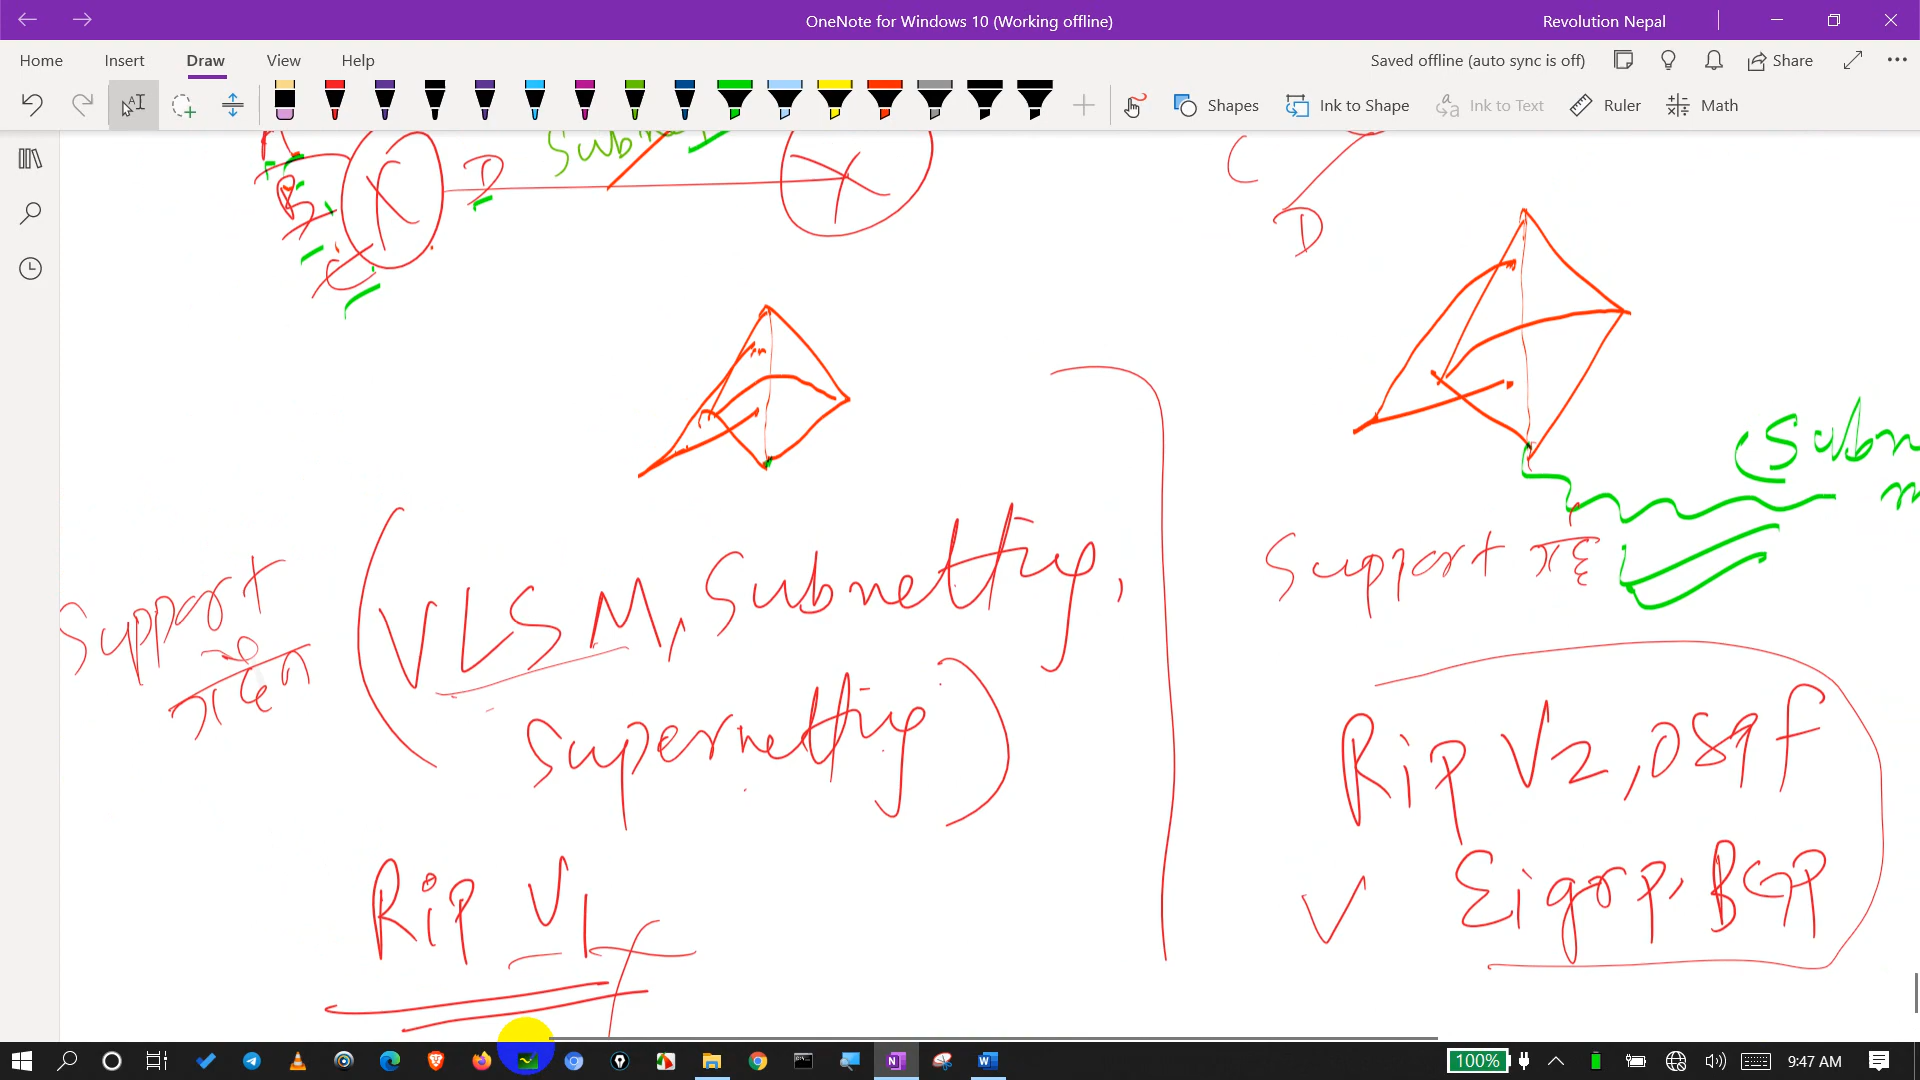 OneNote for Windows 10 (Working offline)
Revolution Nepal
Home
Insert
Draw
View
Help
Saved offline (auto sync is off)
Share
Shapes
Ink to Shape
Ink to Text
Ruler
Math
A
B
C
D
C
D
Support
(VLSM, Subnetting,
supernetting)
Rip V1
(Subn
m
Support
Rip V2, OSPf
Eigrp, BGP
100%
9:47 AM